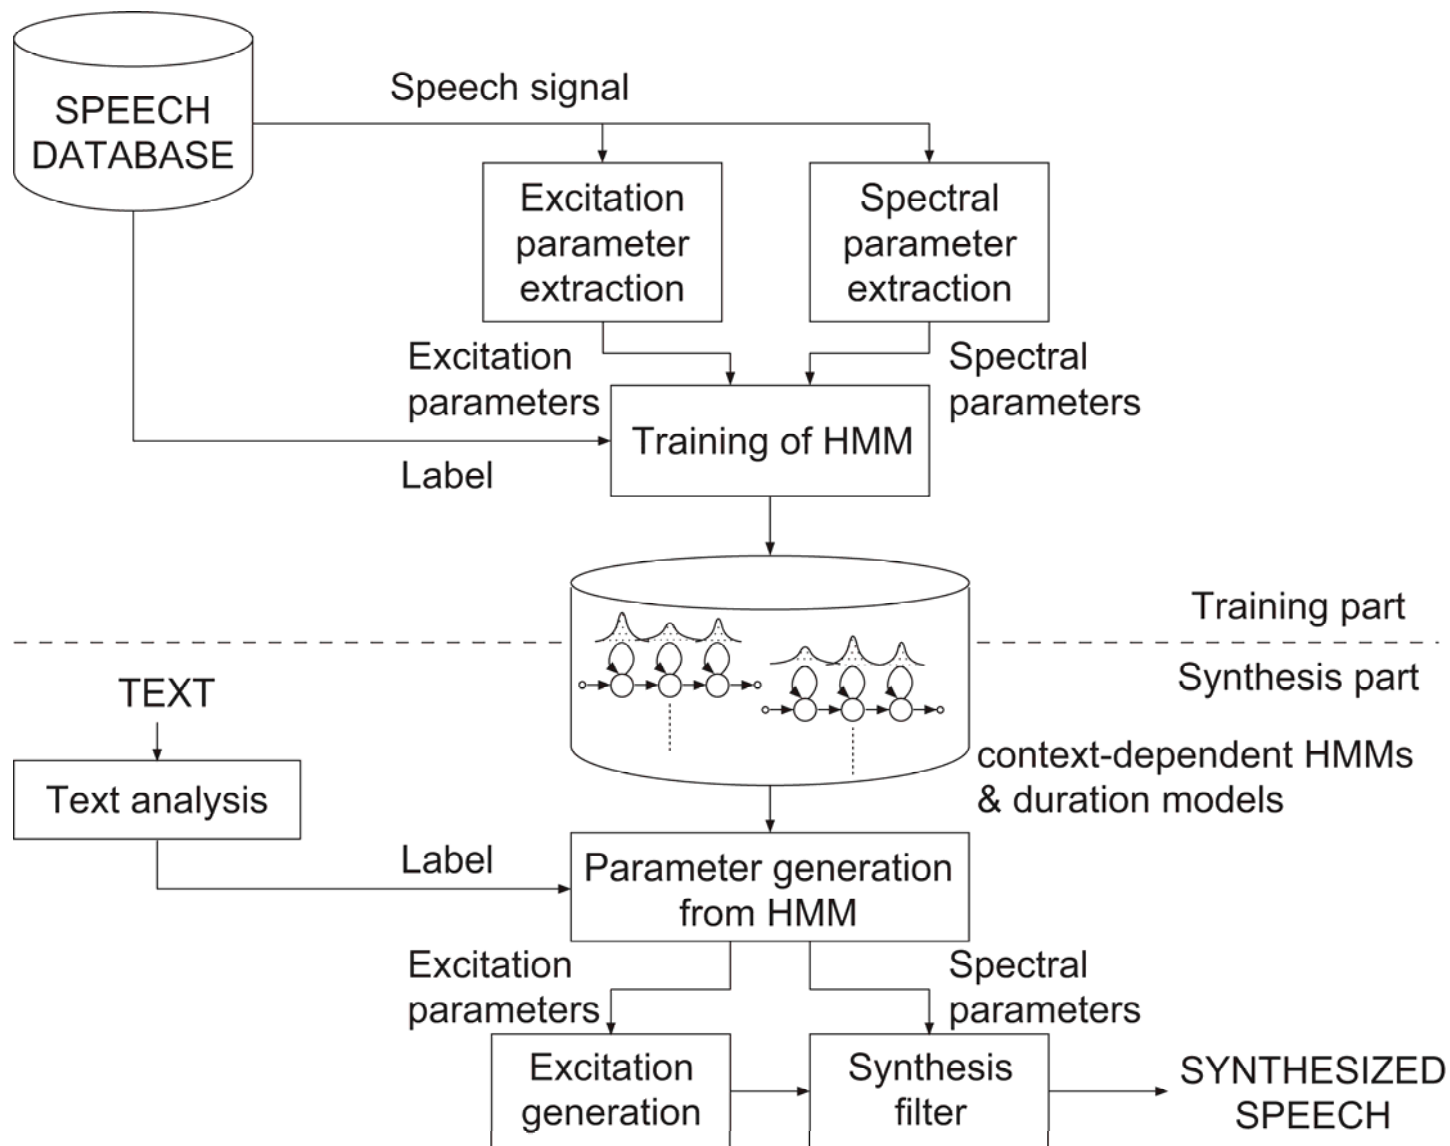 SPEECH
DATABASE
Speech signal
Excitation
parameter
extraction
Spectral
parameter
extraction
Excitation
parameters
Spectral
parameters
Training of HMM
Label
Training part
Synthesis part
TEXT
context-dependent HMMs
& duration models
Text analysis
Label
Parameter generation
from HMM
Excitation
parameters
Spectral
parameters
Excitation
generation
Synthesis
filter
SYNTHESIZED
SPEECH